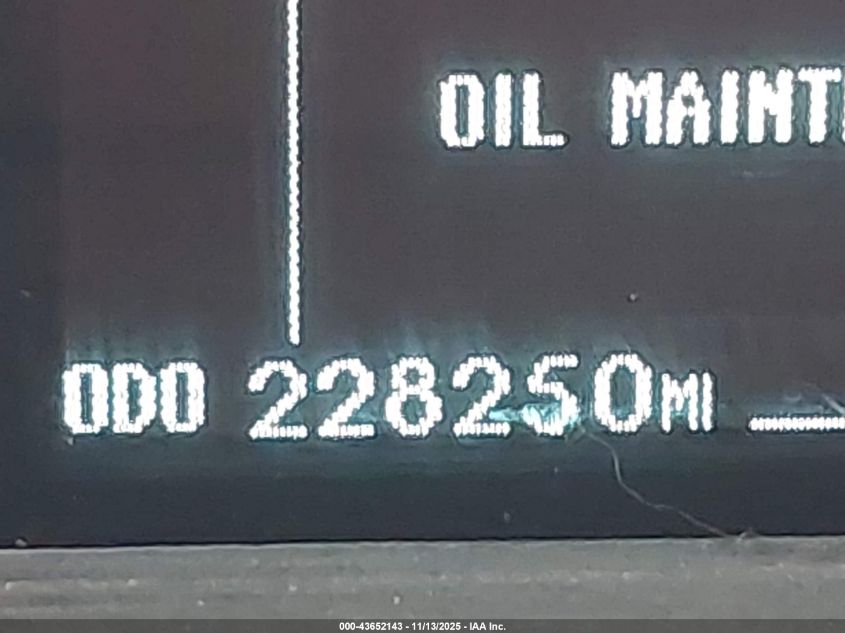 OIL MAINT
ODO 228250MI
000-43652143 - 11/13/2025 - IAA Inc.